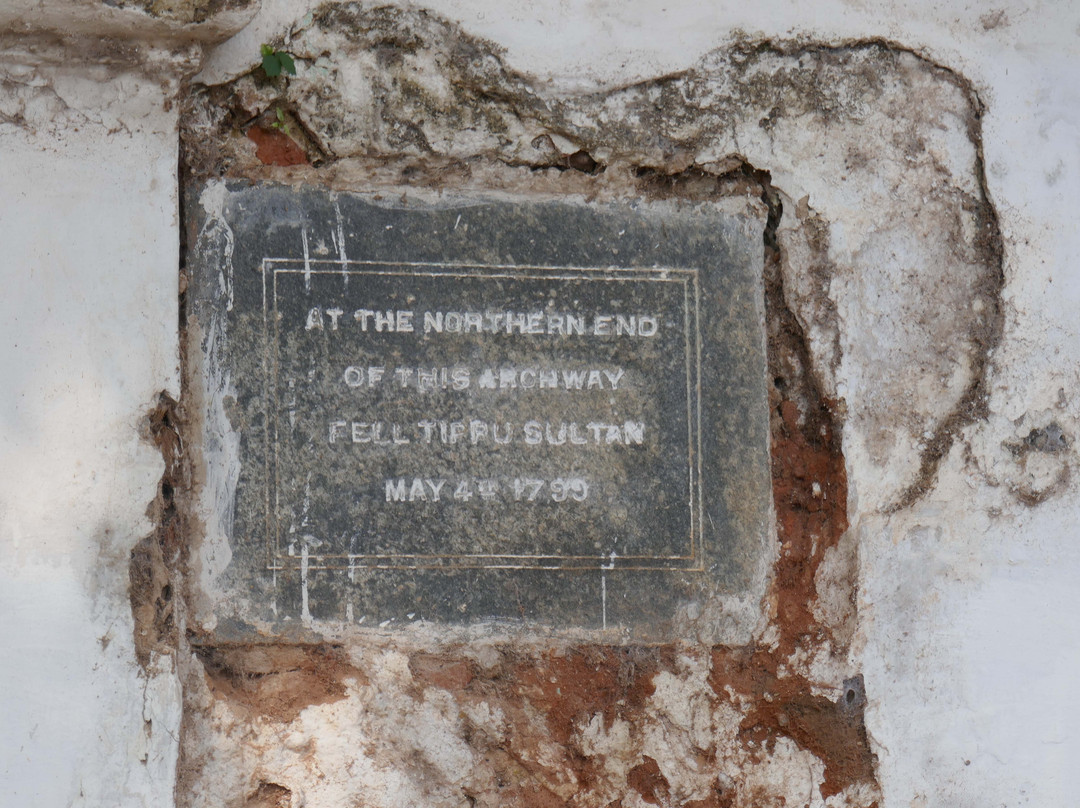 AT THE NORTHERN END
OF THIS ARCHWAY
FELL TIPPU SULTAN
MAY 4TH 1799